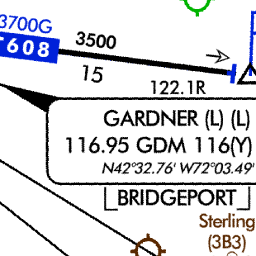 3700G
T608
3500
15
122.1R
GARDNER (L) (L)
116.95 GDM 116(Y)
N42°32.76' W72°03.49'
BRIDGEPORT
Sterling
(3B3)